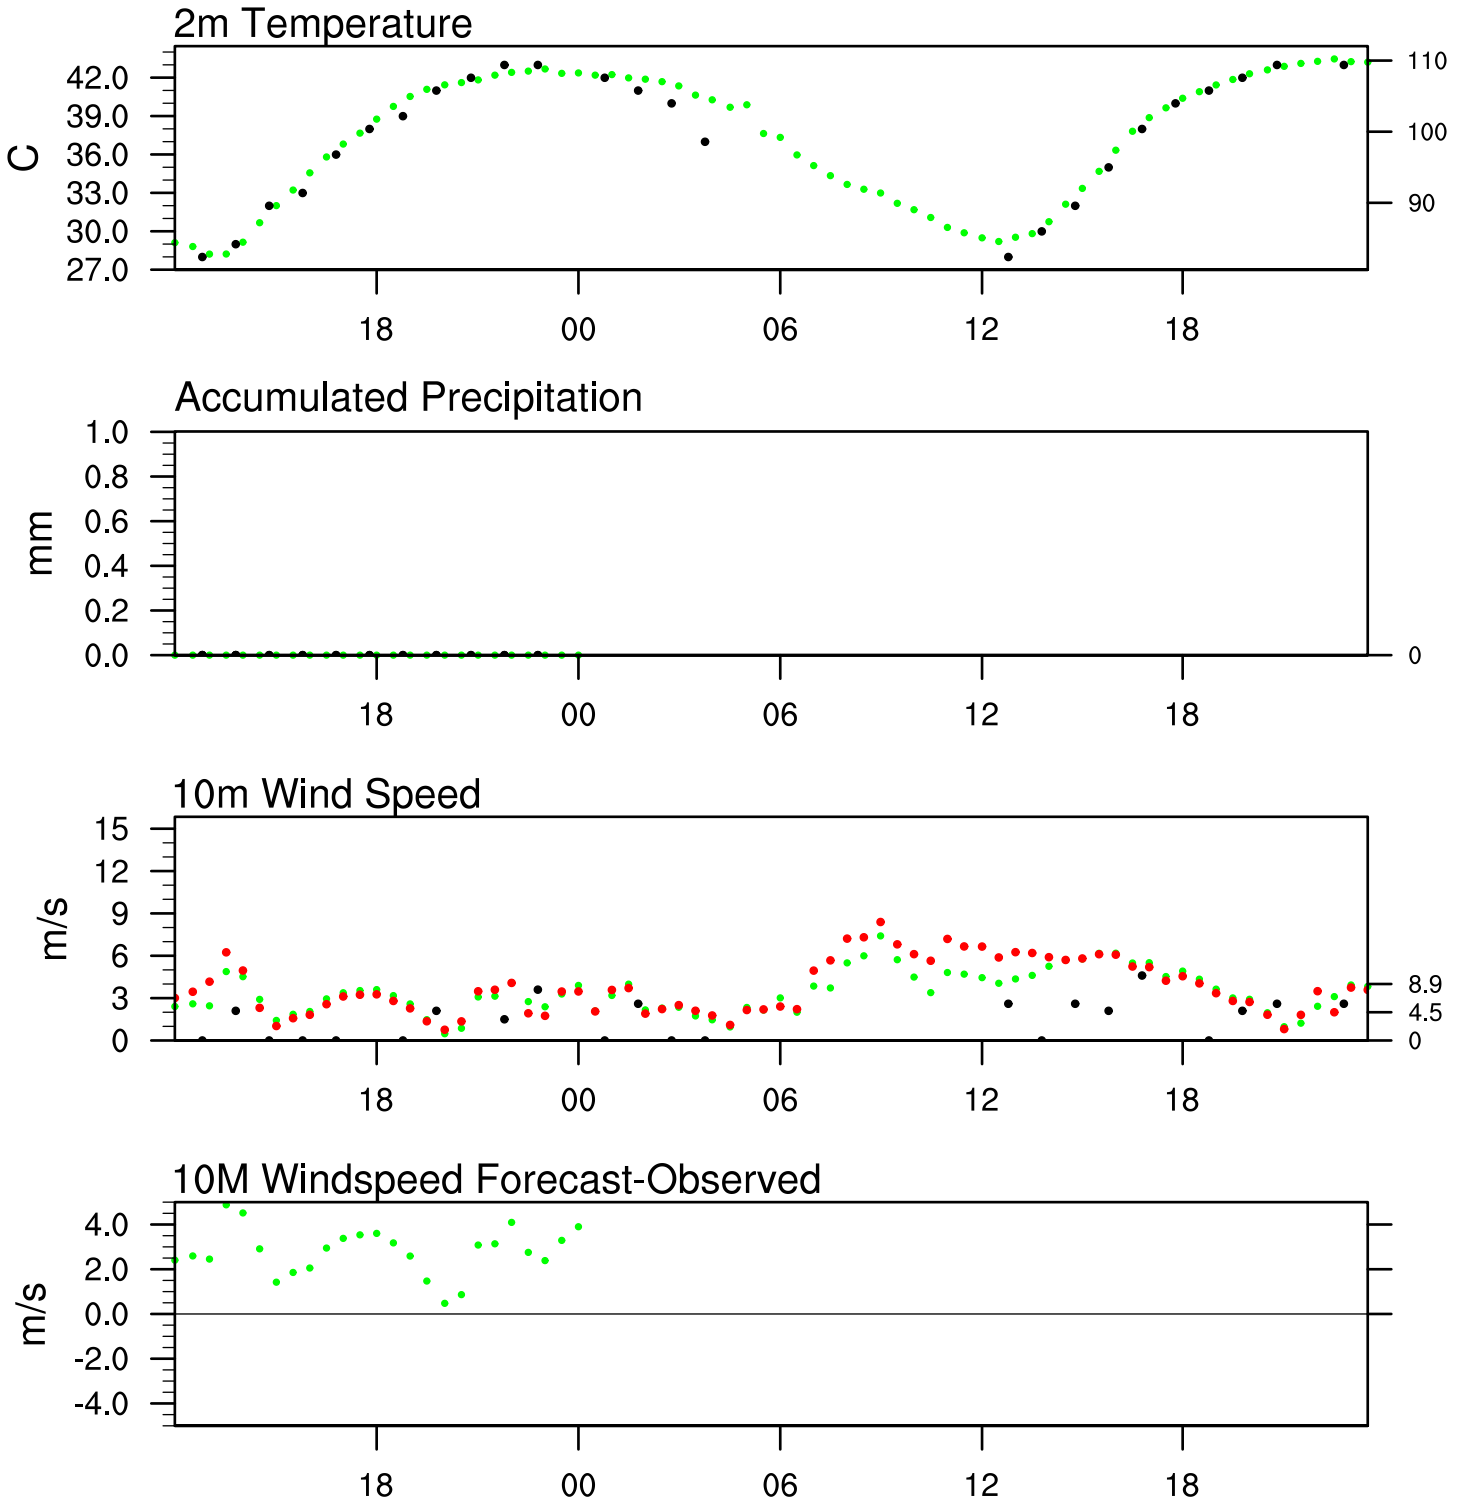 2m Temperature
42.0
39.0
36.0
33.0
30.0
27.0
C
110
100
90
18 00 06 12 18
Accumulated Precipitation
1.0
0.8
0.6
0.4
0.2
0.0
mm
0
18 00 06 12 18
10m Wind Speed
15
12
9
6
3
0
m/s
8.9
4.5
0
18 00 06 12 18
10M Windspeed Forecast-Observed
4.0
2.0
0.0
-2.0
-4.0
m/s
18 00 06 12 18